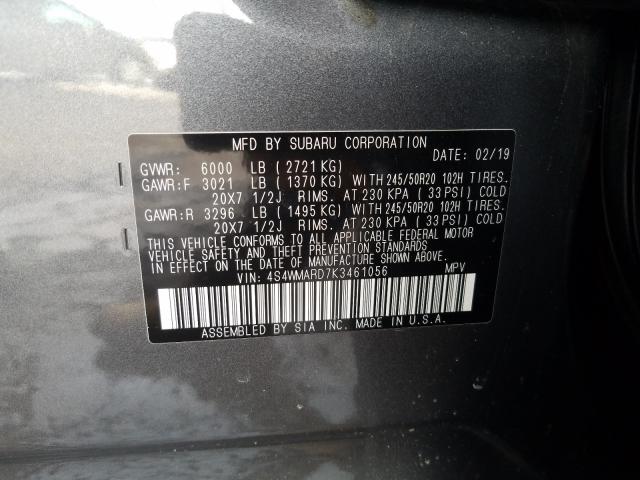 MFD BY SUBARU CORPORATION
DATE: 02/19
GVWR: 6000 LB ( 2721 KG)
GAWR:F 3021 LB ( 1370 KG) WITH 245/50R20 102H TIRES.
20X7 1/2J RIMS. AT 230 KPA ( 33 PSI) COLD
GAWR:R 3296 LB ( 1495 KG) WITH 245/50R20 102H TIRES.
20X7 1/2J RIMS. AT 230 KPA ( 33 PSI) COLD
THIS VEHICLE CONFORMS TO ALL APPLICABLE FEDERAL MOTOR
VEHICLE SAFETY AND THEFT PREVENTION STANDARDS
IN EFFECT ON THE DATE OF MANUFACTURE SHOWN ABOVE.
VIN: 4S4WMARD7K3461056 MPV
ASSEMBLED BY SIA INC. MADE IN U.S.A.